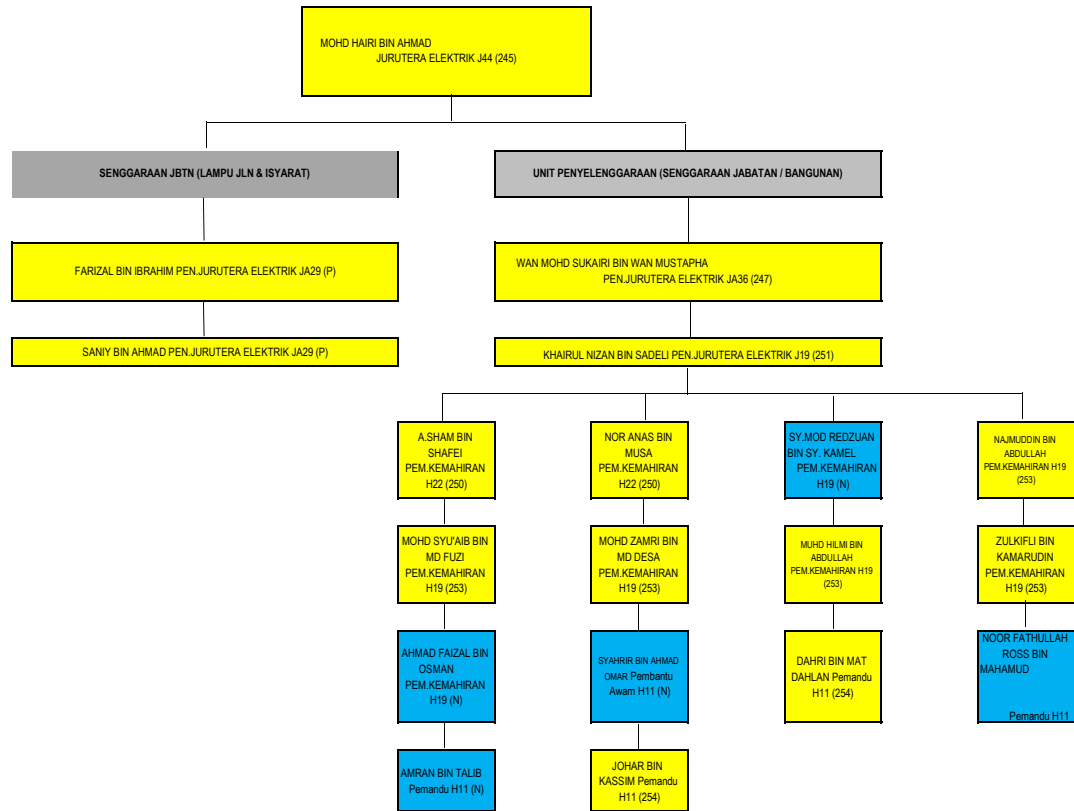 MOHD HAIRI BIN AHMAD
JURUTERA ELEKTRIK J44 (245)
SENGGARAAN JBTN (LAMPU JLN & ISYARAT)
UNIT PENYELENGGARAAN (SENGGARAAN JABATAN / BANGUNAN)
FARIZAL BIN IBRAHIM PEN.JURUTERA ELEKTRIK JA29 (P)
WAN MOHD SUKAIRI BIN WAN MUSTAPHA
PEN.JURUTERA ELEKTRIK JA36 (247)
SANIY BIN AHMAD PEN.JURUTERA ELEKTRIK JA29 (P)
KHAIRUL NIZAN BIN SADELI PEN.JURUTERA ELEKTRIK J19 (251)
A.SHAM BIN
SHAFEI
PEM.KEMAHIRAN
H22 (250)
NOR ANAS BIN
MUSA
PEM.KEMAHIRAN
H22 (250)
SY.MOD REDZUAN
BIN SY. KAMEL
PEM.KEMAHIRAN
H19 (N)
NAJMUDDIN BIN
ABDULLAH
PEM.KEMAHIRAN H19
(253)
MOHD SYU'AIB BIN
MD FUZI
PEM.KEMAHIRAN
H19 (253)
MOHD ZAMRI BIN
MD DESA
PEM.KEMAHIRAN
H19 (253)
MUHD HILMI BIN
ABDULLAH
PEM.KEMAHIRAN H19
(253)
ZULKIFLI BIN
KAMARUDIN
PEM.KEMAHIRAN
H19 (253)
AHMAD FAIZAL BIN
OSMAN
PEM.KEMAHIRAN
H19 (N)
SYAHRIR BIN AHMAD
OMAR Pembantu
Awam H11 (N)
DAHRI BIN MAT
DAHLAN Pemandu
H11 (254)
NOOR FATHULLAH
ROSS BIN
MAHAMUD
Pemandu H11
AMRAN BIN TALIB
Pemandu H11 (N)
JOHAR BIN
KASSIM Pemandu
H11 (254)